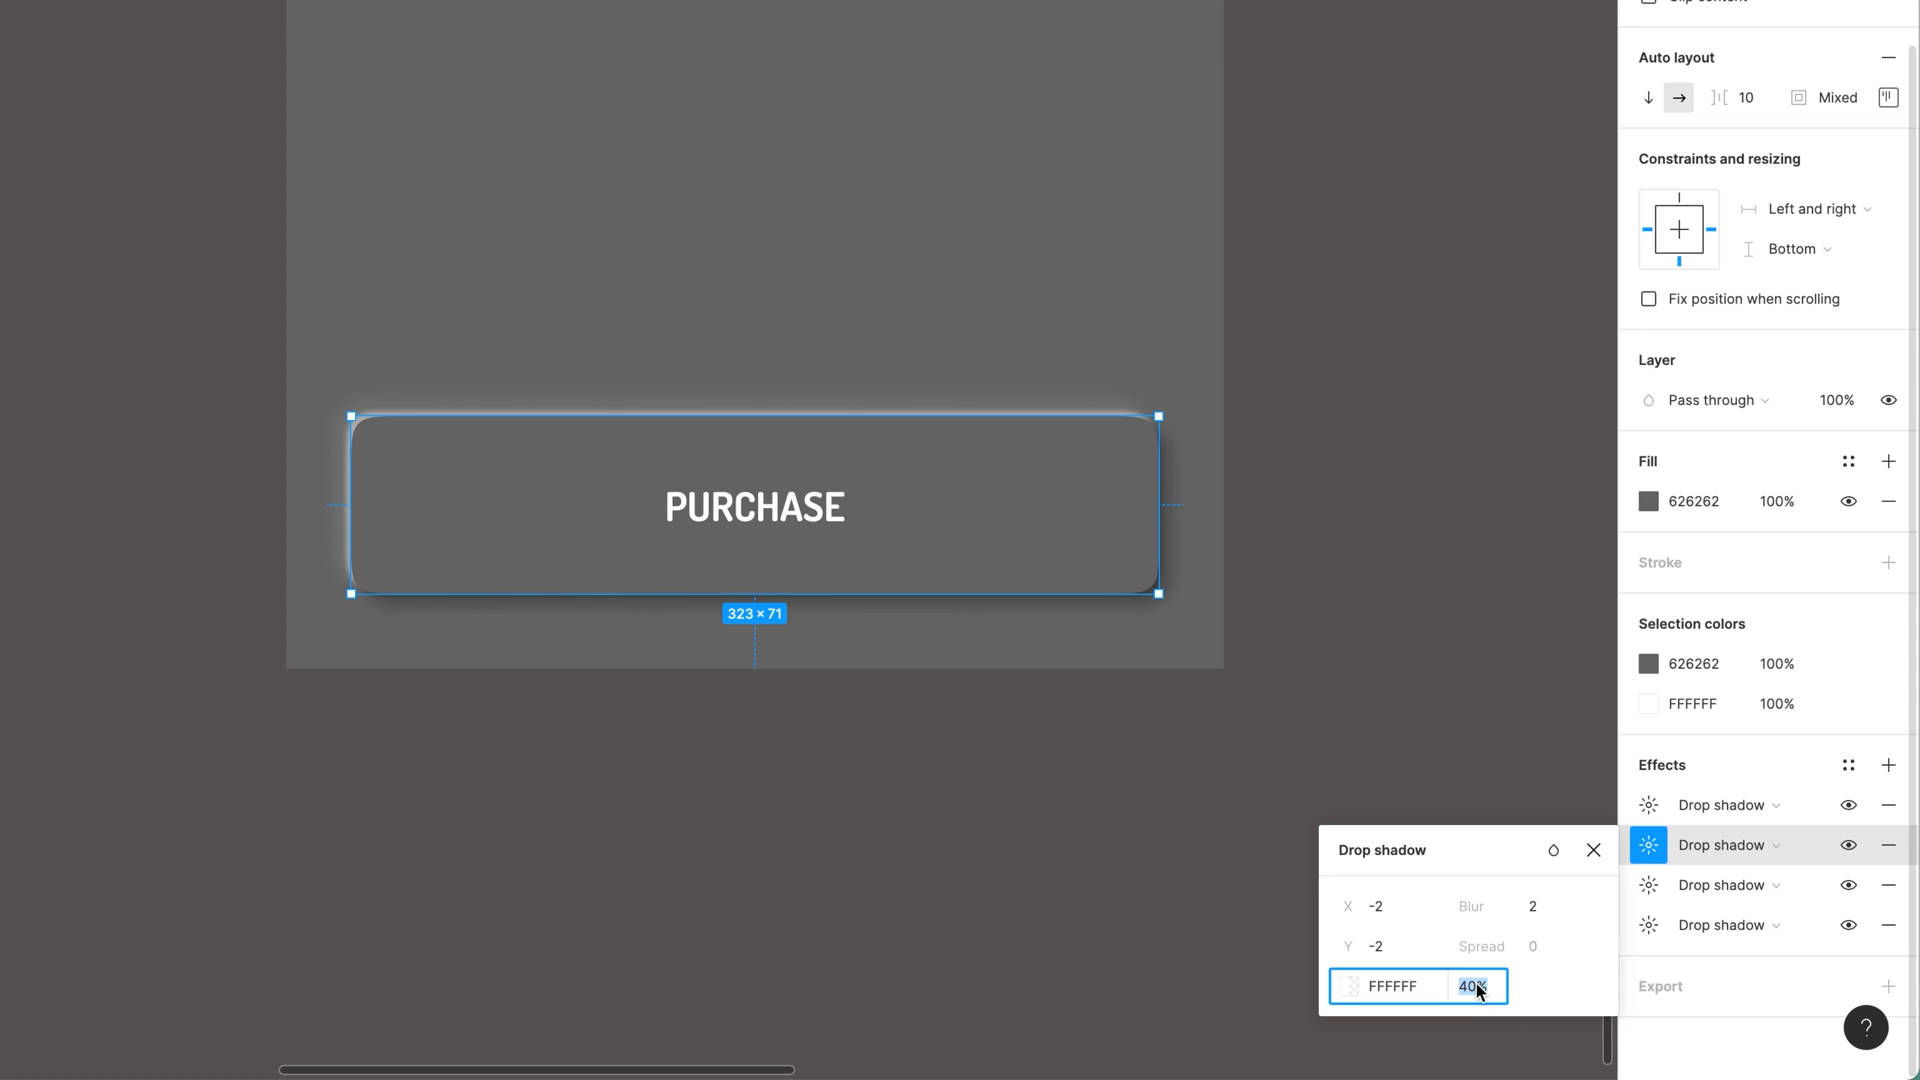 Clip content
Auto layout
10
Mixed
Constraints and resizing
Left and right
Bottom
Fix position when scrolling
Layer
Pass through
100%
Fill
626262
100%
PURCHASE
Stroke
323 × 71
Selection colors
626262
100%
FFFFFF
100%
Effects
Drop shadow
Drop shadow
Drop shadow
Drop shadow
Drop shadow
X -2
Blur 2
Y -2
Spread 0
FFFFFF
40%
Export
?